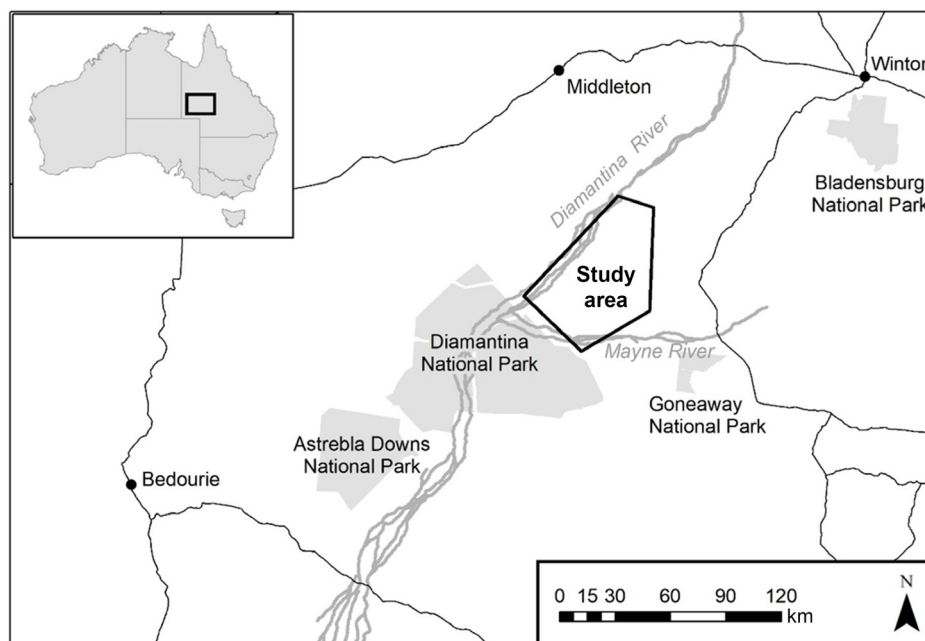 Winton
Middleton
Diamantina River
Bladensburg
National Park
Study
area
Diamantina
National Park
Mayne River
Goneaway
National Park
Astrebla Downs
National Park
Bedourie
N
0 15 30 60 90 120
km